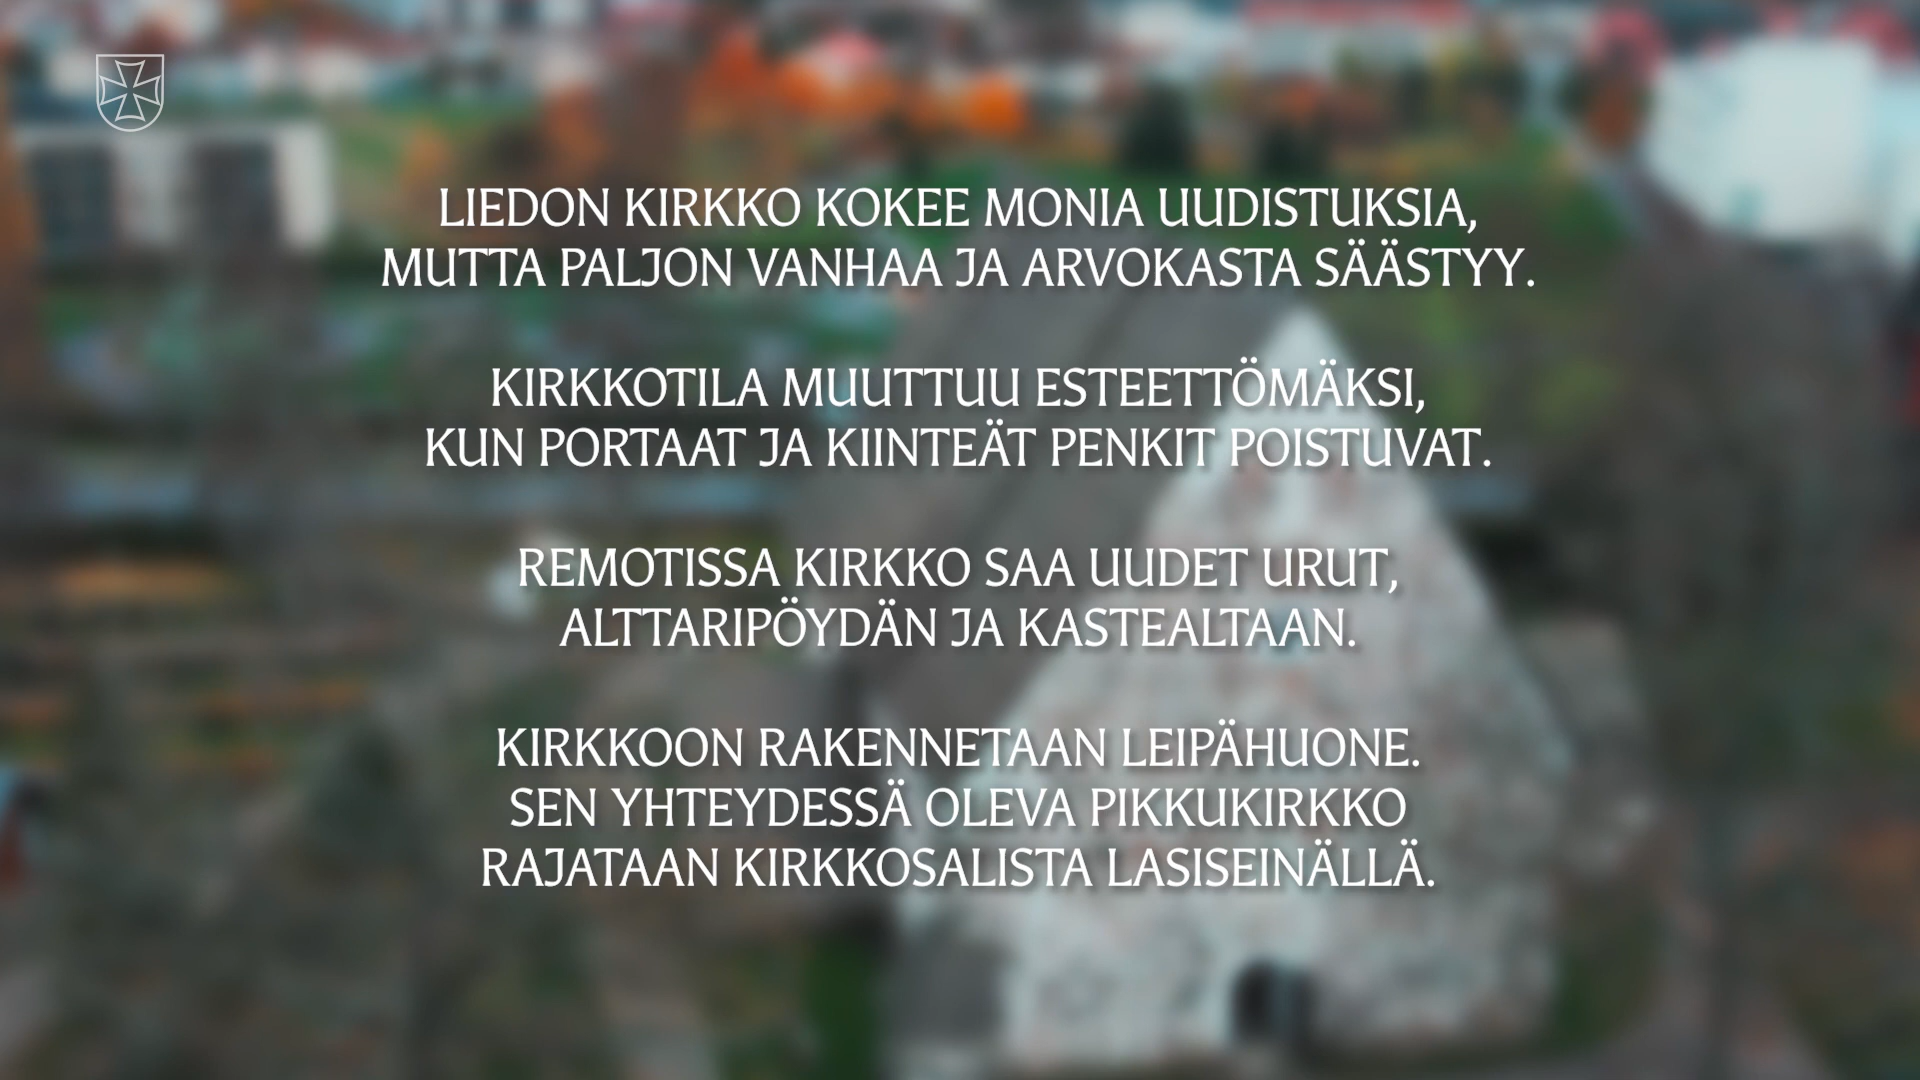 LIEDON KIRKKO KOKEE MONIA UUDISTUKSIA,
MUTTA PALJON VANHAA JA ARVOKASTA SÄÄSTYY.
KIRKKOTILA MUUTTUU ESTEETTÖMÄKSI,
KUN PORTAAT JA KIINTEÄT PENKIT POISTUVAT.
REMOTISSA KIRKKO SAA UUDET URUT,
ALTTARIPÖYDÄN JA KASTEALTAAN.
KIRKKOON RAKENNETAAN LEIPÄHUONE.
SEN YHTEYDESSÄ OLEVA PIKKUKIRKKO
RAJATAAN KIRKKOSALISTA LASISEINÄLLÄ.